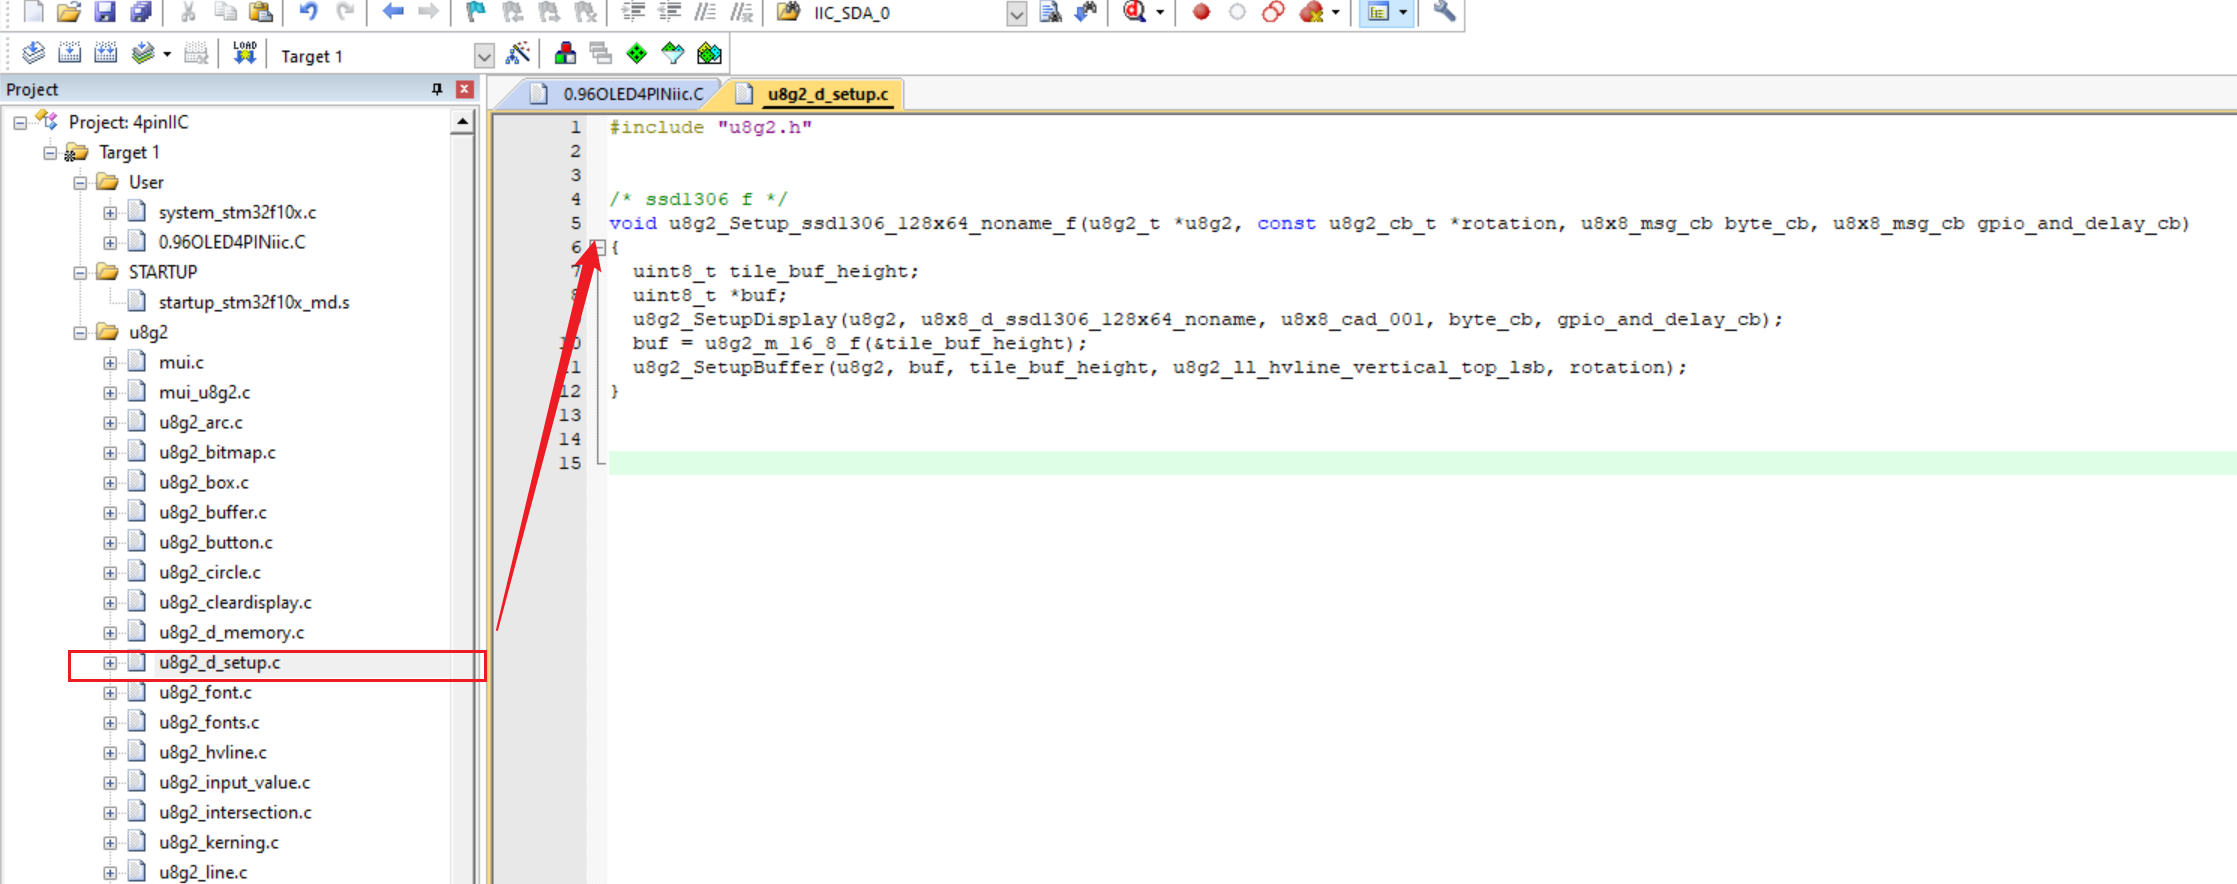 IIC_SDA_0
LOAD
Target 1
Project
Project: 4pinIIC
Target 1
User
system_stm32f10x.c
0.96OLED4PINiic.C
STARTUP
startup_stm32f10x_md.s
u8g2
mui.c
mui_u8g2.c
u8g2_arc.c
u8g2_bitmap.c
u8g2_box.c
u8g2_buffer.c
u8g2_button.c
u8g2_circle.c
u8g2_cleardisplay.c
u8g2_d_memory.c
u8g2_d_setup.c
u8g2_font.c
u8g2_fonts.c
u8g2_hvline.c
u8g2_input_value.c
u8g2_intersection.c
u8g2_kerning.c
u8g2_line.c
0.96OLED4PINiic.C
u8g2_d_setup.c
1 #include "u8g2.h"
2
3
4 /* ssd1306 f */
5 void u8g2_Setup_ssd1306_128x64_noname_f(u8g2_t *u8g2, const u8g2_cb_t *rotation, u8x8_msg_cb byte_cb, u8x8_msg_cb gpio_and_delay_cb)
6 {
7 uint8_t tile_buf_height;
8 uint8_t *buf;
u8g2_SetupDisplay(u8g2, u8x8_d_ssd1306_128x64_noname, u8x8_cad_001, byte_cb, gpio_and_delay_cb);
10 buf = u8g2_m_16_8_f(&tile_buf_height);
11 u8g2_SetupBuffer(u8g2, buf, tile_buf_height, u8g2_ll_hvline_vertical_top_lsb, rotation);
12 }
13
14
15